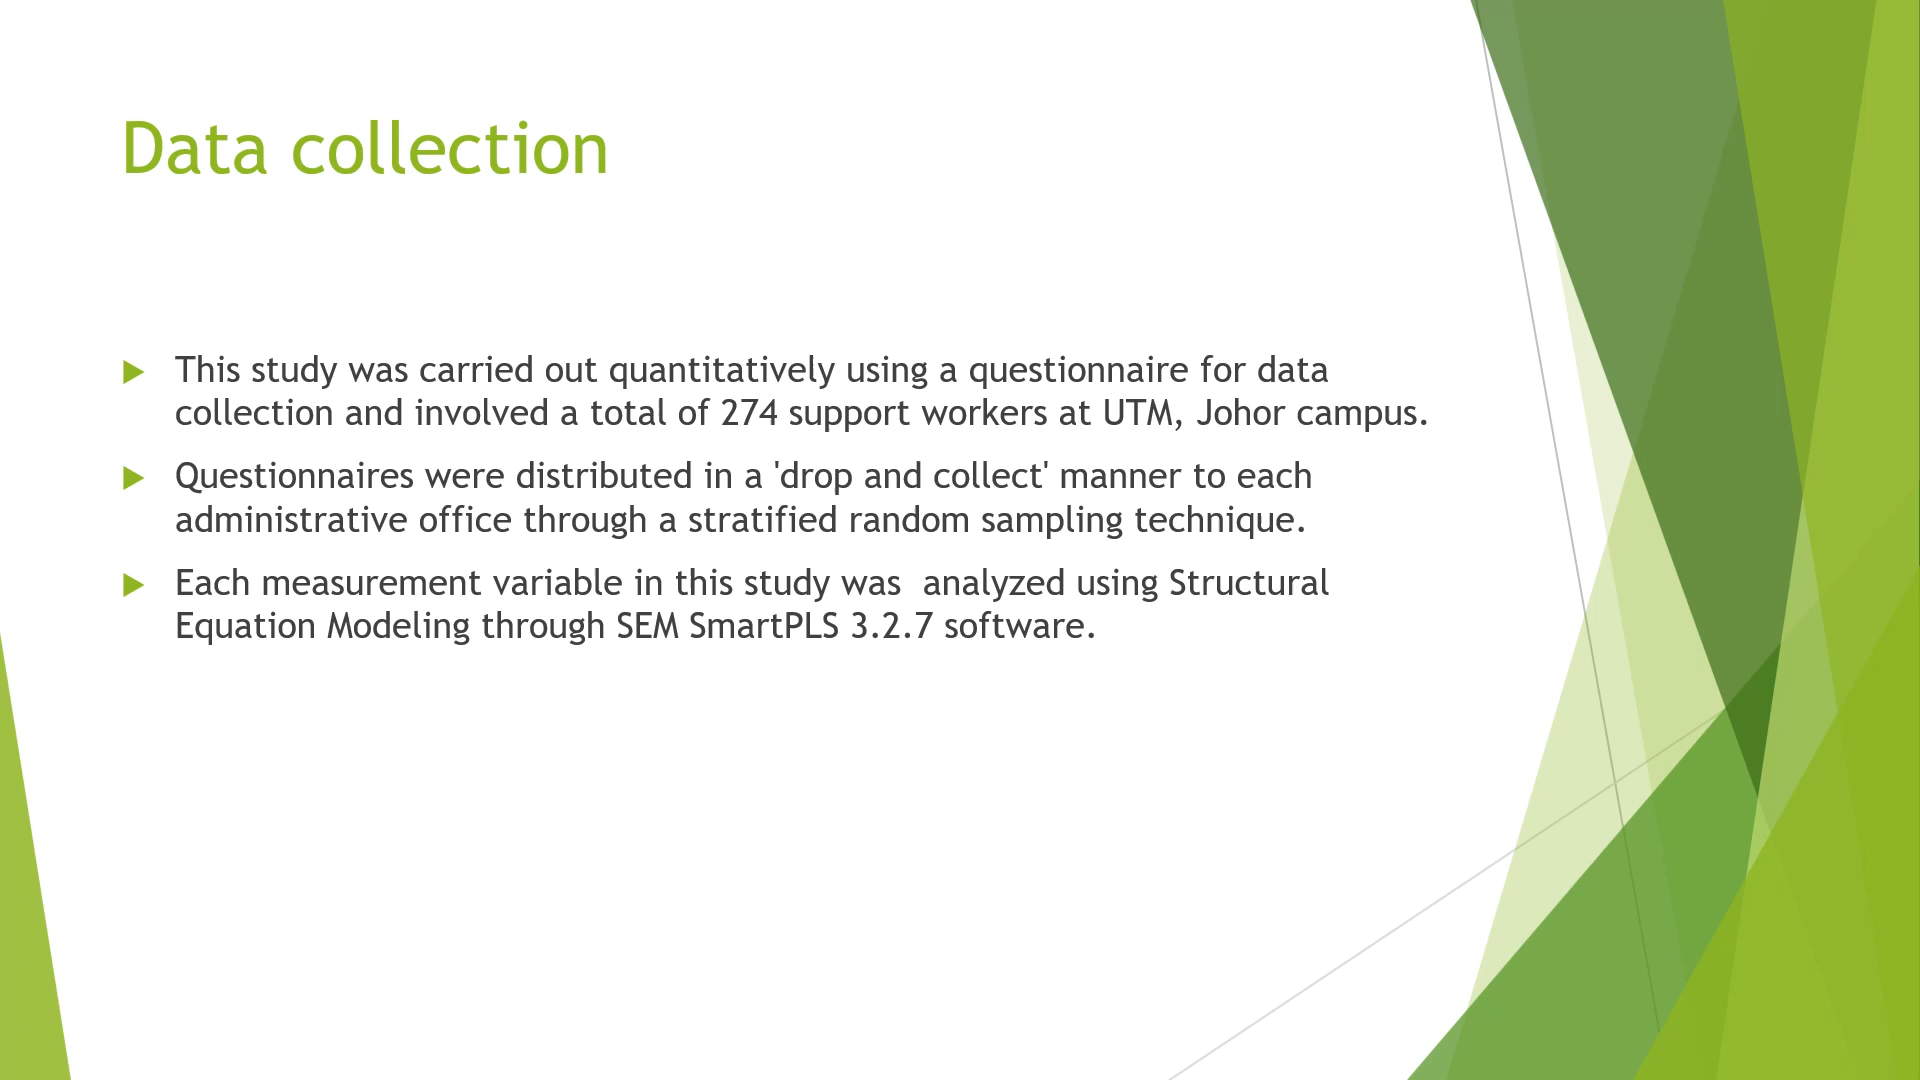 Data collection
This study was carried out quantitatively using a questionnaire for data
collection and involved a total of 274 support workers at UTM, Johor campus.
Questionnaires were distributed in a 'drop and collect' manner to each
administrative office through a stratified random sampling technique.
Each measurement variable in this study was  analyzed using Structural
Equation Modeling through SEM SmartPLS 3.2.7 software.